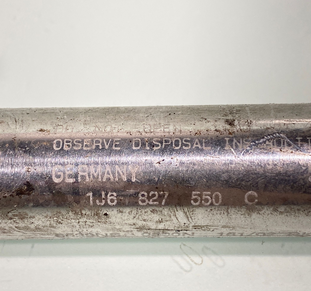 OBSERVE DISPOSAL
GERMANY
1J6 827 550 C